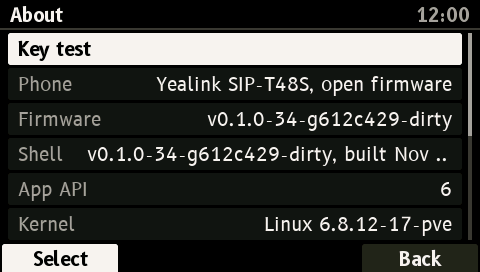 About 12:00
Key test
Phone Yealink SIP-T48S, open firmware
Firmware v0.1.0-34-g612c429-dirty
Shell v0.1.0-34-g612c429-dirty, built Nov ..
App API 6
Kernel Linux 6.8.12-17-pve
Select Back